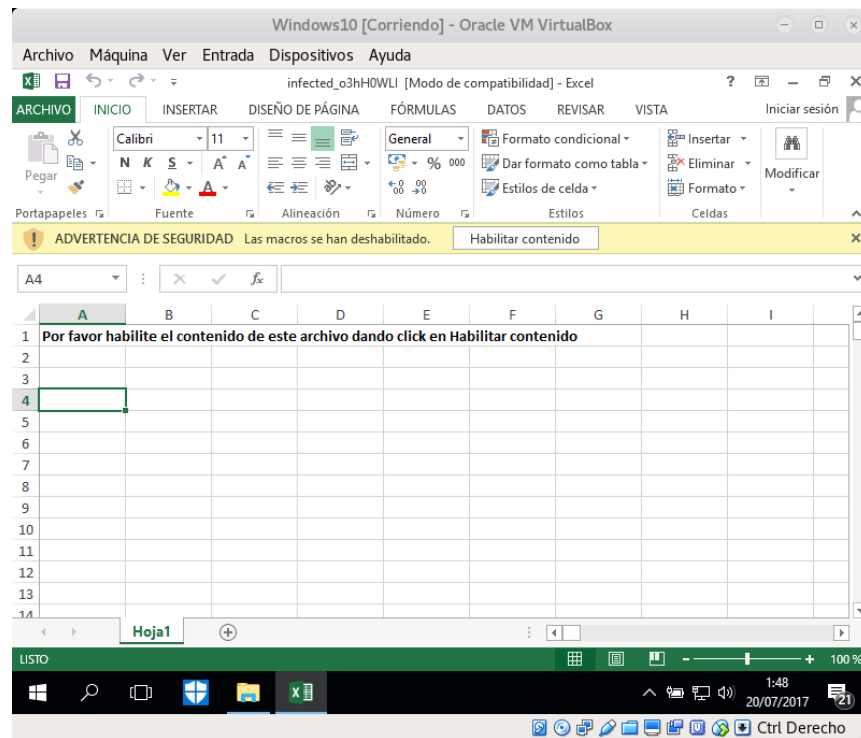 Windows10 [Corriendo] - Oracle VM VirtualBox
Archivo Máquina Ver Entrada Dispositivos Ayuda
infected_o3hH0WLI [Modo de compatibilidad] - Excel ?
ARCHIVO INICIO INSERTAR DISEÑO DE PÁGINA FÓRMULAS DATOS REVISAR VISTA Iniciar sesión
Calibri 11 General Formato condicional Insertar
Pegar N K S A A % 000 Dar formato como tabla Eliminar Modificar
A Estilos de celda Formato
Portapapeles Fuente Alineación Número Estilos Celdas
ADVERTENCIA DE SEGURIDAD Las macros se han deshabilitado. Habilitar contenido
A4 fx
A B C D E F G H I
1 Por favor habilite el contenido de este archivo dando click en Habilitar contenido
2
3
4
5
6
7
8
9
10
11
12
13
14
Hoja1
LISTO 100 %
1:48
20/07/2017 21
Ctrl Derecho